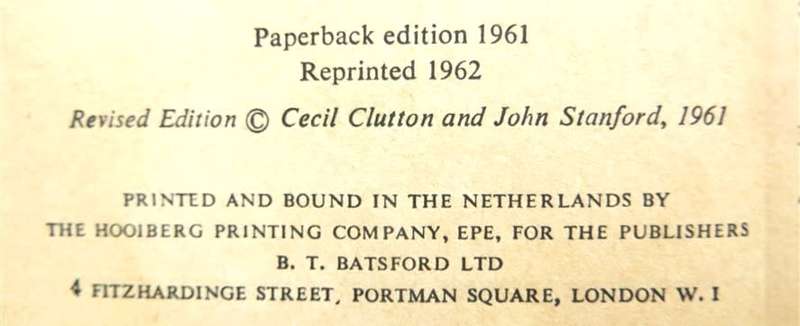 Paperback edition 1961
Reprinted 1962
Revised Edition © Cecil Clutton and John Stanford, 1961
PRINTED AND BOUND IN THE NETHERLANDS BY
THE HOOIBERG PRINTING COMPANY, EPE, FOR THE PUBLISHERS
B. T. BATSFORD LTD
4 FITZHARDINGE STREET, PORTMAN SQUARE, LONDON W. I